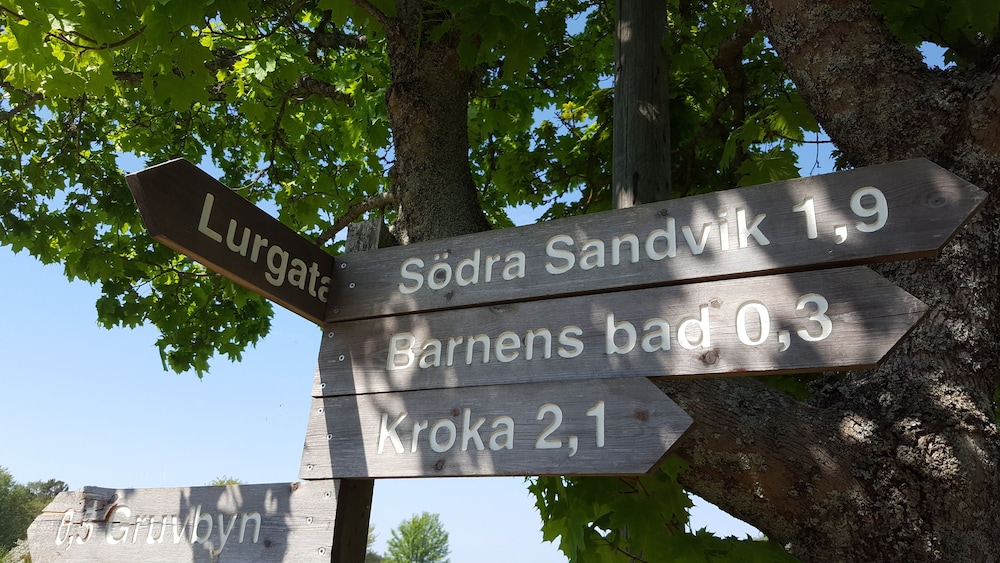 Lurgata
Södra Sandvik 1,9
Barnens bad 0,3
Kroka 2,1
0,5 Gruvbyn